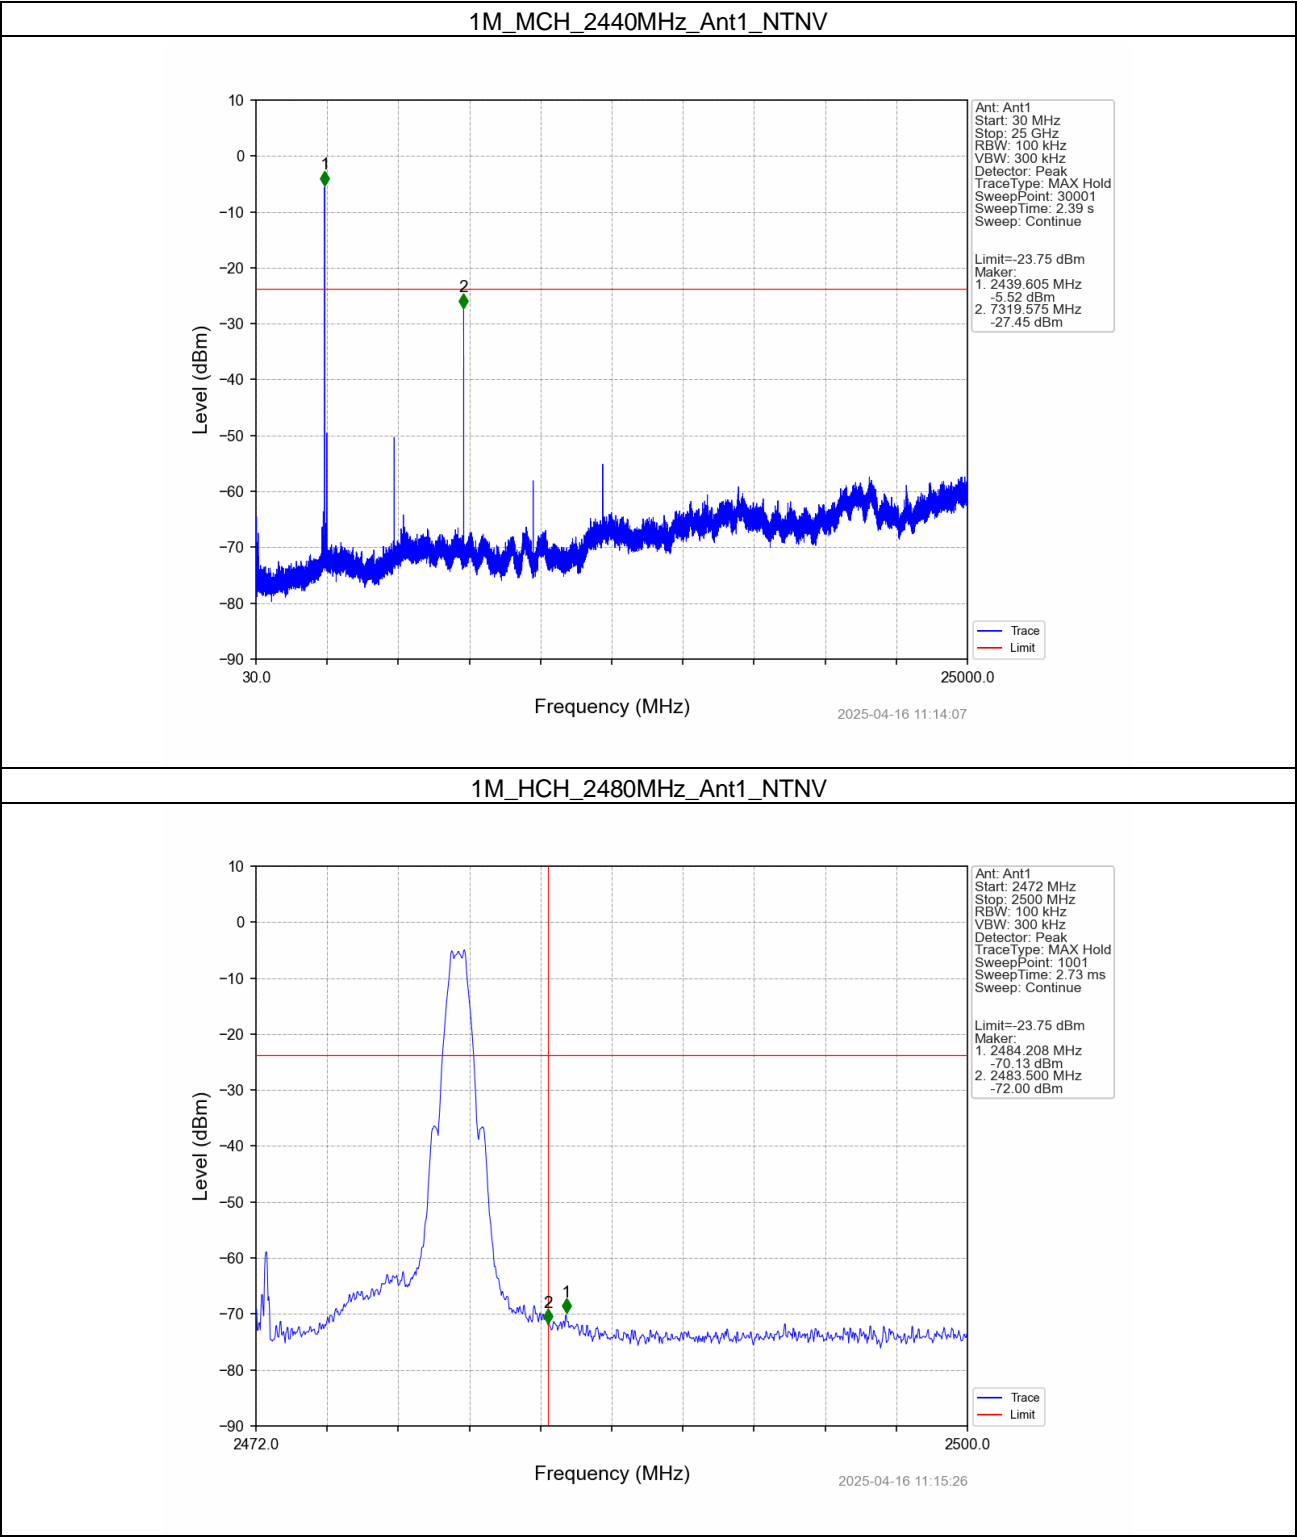 1M_MCH_2440MHz_Ant1_NTNV
10
0
−10
−20
−30
−40
−50
−60
−70
−80
−90
Level (dBm)
1
2
30.0
25000.0
Frequency (MHz)
2025-04-16 11:14:07
Ant: Ant1
Start: 30 MHz
Stop: 25 GHz
RBW: 100 kHz
VBW: 300 kHz
Detector: Peak
TraceType: MAX Hold
SweepPoint: 30001
SweepTime: 2.39 s
Sweep: Continue
Limit=-23.75 dBm
Maker:
1. 2439.605 MHz
-5.52 dBm
2. 7319.575 MHz
-27.45 dBm
Trace
Limit
1M_HCH_2480MHz_Ant1_NTNV
10
0
−10
−20
−30
−40
−50
−60
−70
−80
−90
Level (dBm)
2
1
2472.0
2500.0
Frequency (MHz)
2025-04-16 11:15:26
Ant: Ant1
Start: 2472 MHz
Stop: 2500 MHz
RBW: 100 kHz
VBW: 300 kHz
Detector: Peak
TraceType: MAX Hold
SweepPoint: 1001
SweepTime: 2.73 ms
Sweep: Continue
Limit=-23.75 dBm
Maker:
1. 2484.208 MHz
-70.13 dBm
2. 2483.500 MHz
-72.00 dBm
Trace
Limit